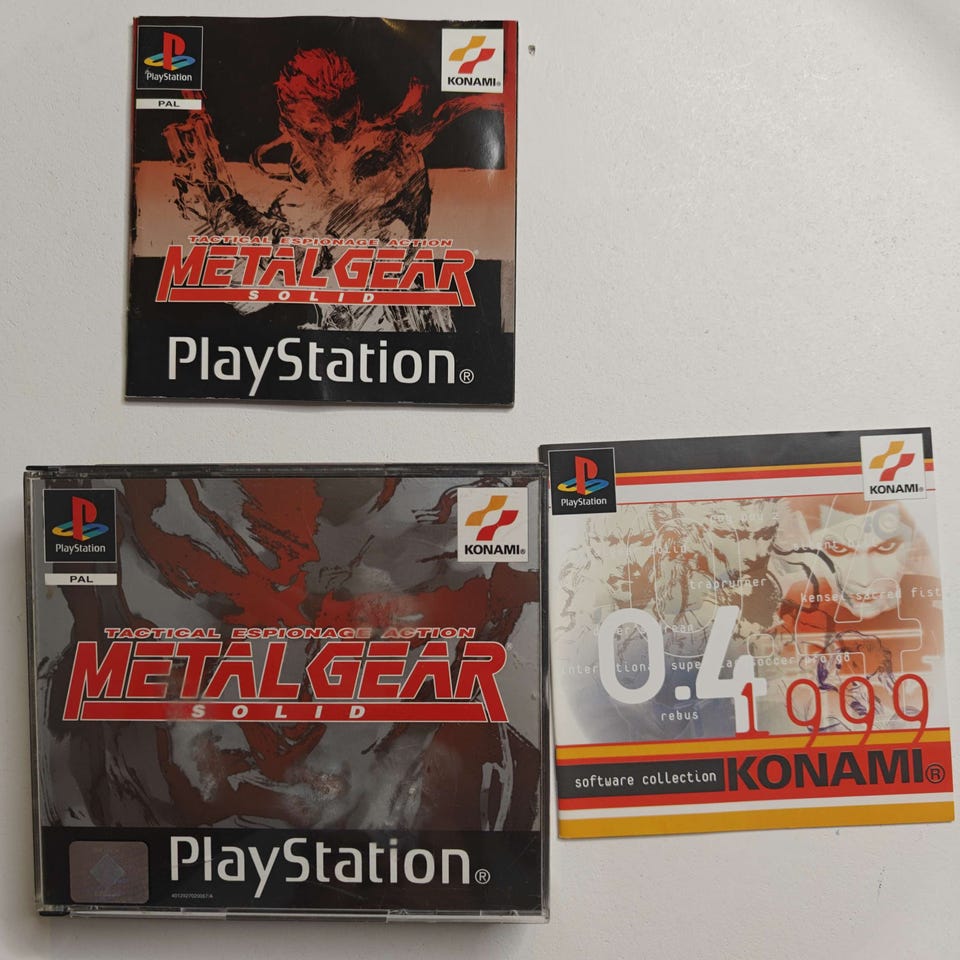 PlayStation
PAL
KONAMI®
TACTICAL ESPIONAGE ACTION
METAL GEAR®
SOLID
PlayStation®
PlayStation
PAL
KONAMI®
TACTICAL ESPIONAGE ACTION
METAL GEAR®
SOLID
PlayStation®
PlayStation
KONAMI®
traprunner
kensei-sacred fist
0.4
international superstar soccer pro 98
rebus
1999
software collection KONAMI®